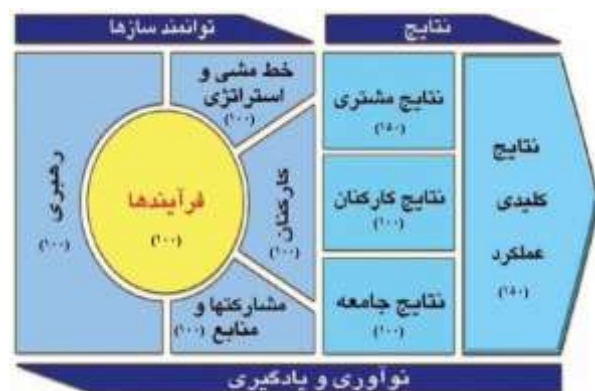 توانمند سازها
نتایج
رهبری
(۱۰۰)
فرآیندها
(۱۰۰)
خط مشی و
استراتژی
(۱۰۰)
کارکنان
(۱۰۰)
مشارکتها و
منابع (۱۰۰)
نتایج مشتری
(۱۵۰)
نتایج کارکنان
(۱۰۰)
نتایج جامعه
(۱۰۰)
نتایج
کلیدی
عملکرد
(۱۵۰)
نوآوری و یادگیری